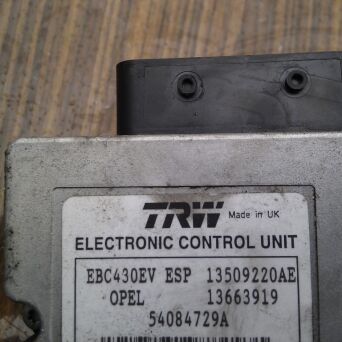 TRW Made in UK
ELECTRONIC CONTROL UNIT
EBC430EV ESP 13509220AE
OPEL 13663919
54084729A